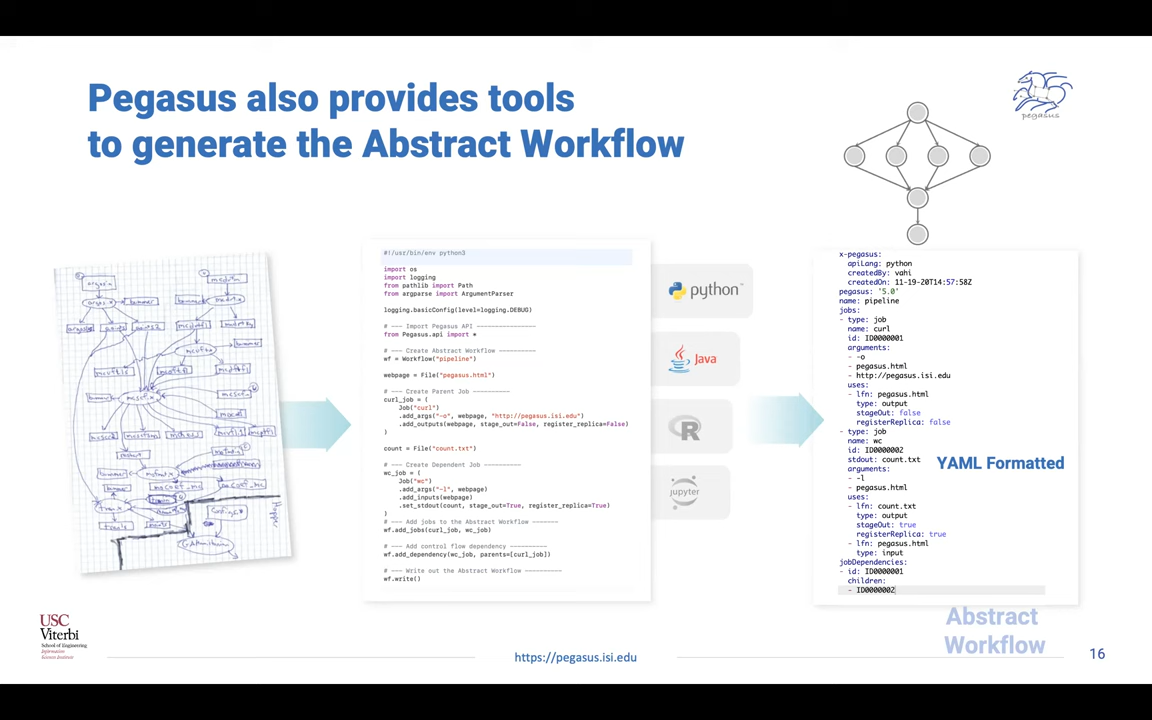 Pegasus also provides tools
to generate the Abstract Workflow
pegasus
#!/usr/bin/env python3
import os
import logging
from pathlib import Path
from argparse import ArgumentParser
logging.basicConfig(level=logging.DEBUG)
# --- Import Pegasus API ---------------
from Pegasus.api import *
# --- Create Abstract Workflow ---------
wf = Workflow("pipeline")
webpage = File("pegasus.html")
# --- Create Parent Job ----------
curl_job = (
Job("curl")
.add_args("-o", webpage, "http://pegasus.isi.edu")
.add_outputs(webpage, stage_out=False, register_replica=False)
)
count = File("count.txt")
# --- Create Dependent Job ---------
wc_job = (
Job("wc")
.add_args("-l", webpage)
.add_inputs(webpage)
.set_stdout(count, stage_out=True, register_replica=True)
)
# --- Add jobs to the Abstract Workflow -------
wf.add_jobs(curl_job, wc_job)
# --- Add control flow dependency ----------
wf.add_dependency(wc_job, parents=[curl_job])
# --- Write out the Abstract Workflow ----------
wf.write()
python
Java
R
jupyter
x-pegasus:
apiLang: python
createdBy: vahi
createdOn: 11-19-20T14:57:58Z
pegasus: '5.0'
name: pipeline
jobs:
- type: job
name: curl
id: ID0000001
arguments:
- -o
- pegasus.html
- http://pegasus.isi.edu
uses:
- lfn: pegasus.html
type: output
stageOut: false
registerReplica: false
- type: job
name: wc
id: ID0000002
stdout: count.txt
arguments:
- -l
- pegasus.html
uses:
- lfn: count.txt
type: output
stageOut: true
registerReplica: true
- lfn: pegasus.html
type: input
jobDependencies:
- id: ID0000001
children:
- ID0000002
YAML Formatted
Abstract
Workflow
USC
Viterbi
School of Engineering
Information
Sciences Institute
https://pegasus.isi.edu
16